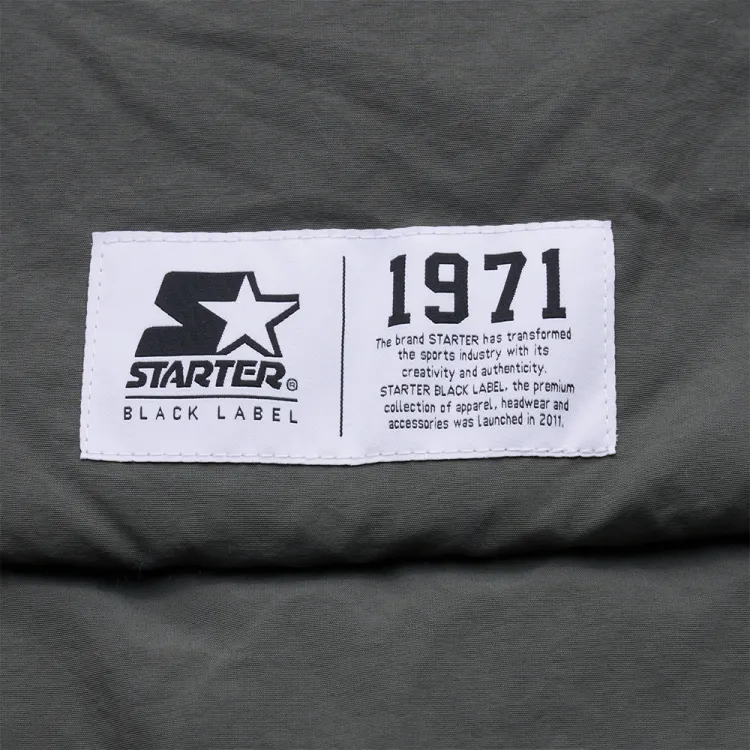 STARTER®
BLACK LABEL
1971
The brand STARTER has transformed
the sports industry with its
creativity and authenticity.
STARTER BLACK LABEL, the premium
collection of apparel, headwear and
accessories was launched in 2011.